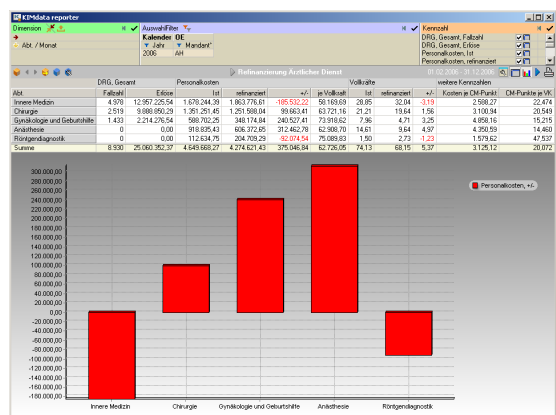 KIMdata reporter
Dimension AuswahlFilter Kennzahl
Kalender OE DRG, Gesamt, Fallzahl
Abt. / Monat Jahr Mandant* DRG, Gesamt, Erlöse
2006 AH Personalkosten, Ist
Personalkosten, refinanziert
Refinanzierung Ärztlicher Dienst 01.02.2006 - 31.12.2006
DRG, Gesamt Personalkosten Vollkräfte weitere Kennzahlen
Abt. Fallzahl Erlöse Ist refinanziert +/- je Vollkraft Ist refinanziert +/- Kosten je CM-Punkt CM-Punkte je VK
Innere Medizin 4.978 12.957.225,54 1.678.244,39 1.863.776,61 -185.532,22 58.169,69 28,85 32,04 -3,19 2.588,27 22,474
Chirurgie 2.519 9.888.850,29 1.351.251,45 1.251.588,04 99.663,41 63.721,16 21,21 19,64 1,56 3.100,94 20,549
Gynäkologie und Geburtshilfe 1.433 2.214.276,54 588.702,25 348.174,84 240.527,41 73.918,62 7,96 4,71 3,25 4.858,16 15,215
Anästhesie 0 0,00 918.835,43 606.372,65 312.462,78 62.908,70 14,61 9,64 4,97 4.350,59 14,460
Röntgendiagnostik 0 0,00 112.634,75 204.709,29 -92.074,54 75.089,83 1,50 2,73 -1,23 1.579,62 47,537
Summe 8.930 25.060.352,37 4.649.668,27 4.274.621,43 375.046,84 62.726,05 74,13 68,15 5,37 3.125,12 20,072
300.000,00
280.000,00
260.000,00
240.000,00
220.000,00
200.000,00
180.000,00
160.000,00
140.000,00
120.000,00
100.000,00
80.000,00
60.000,00
40.000,00
20.000,00
0,00
-20.000,00
-40.000,00
-60.000,00
-80.000,00
-100.000,00
-120.000,00
-140.000,00
-160.000,00
-180.000,00
Personalkosten, +/-
Innere Medizin Chirurgie Gynäkologie und Geburtshilfe Anästhesie Röntgendiagnostik